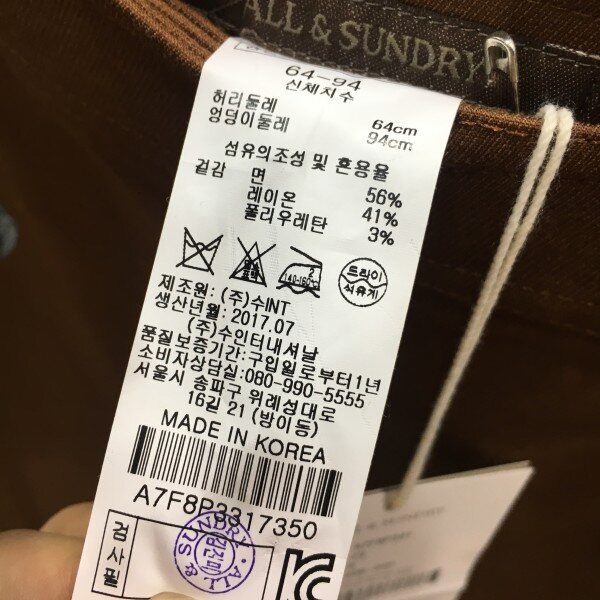 ALL & SUNDRY
64-94
신체치수
허리둘레 64cm
엉덩이둘레 94cm
섬유의조성 및 혼용율
겉감 면 56%
레이온 41%
폴리우레탄 3%
2
140-160℃
드라이
석유계
제조원: (주)수INT
생산년월: 2017.07
(주)수인터내셔날
품질보증기간: 구입일로부터1년
소비자상담실: 080-990-5555
서울시 송파구 위례성대로
16길 21 (방이동)
MADE IN KOREA
A7F8P3317350
검사필
ALL & SUNDRY